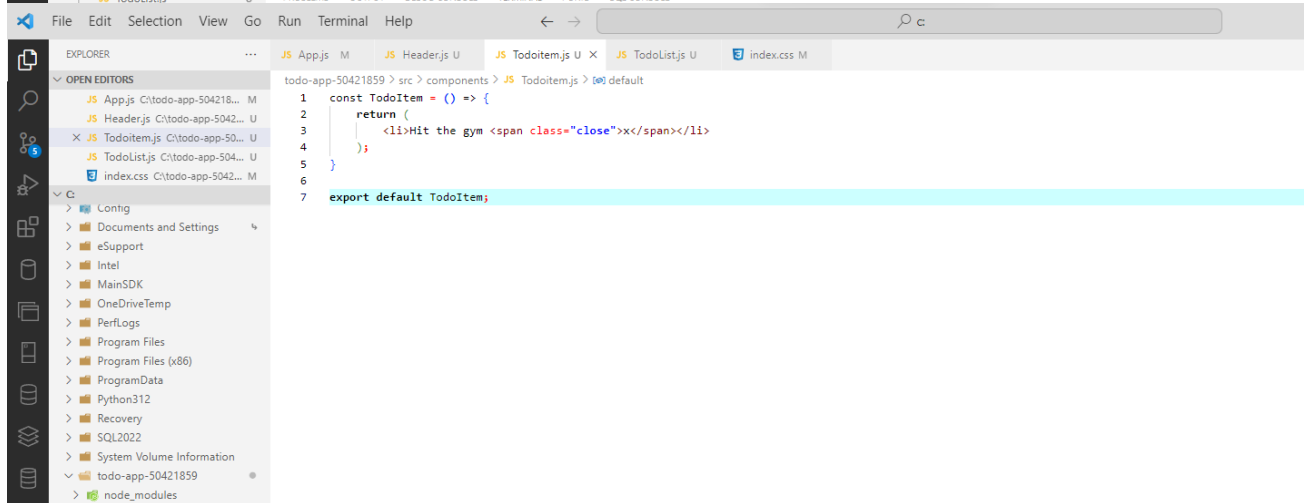 File Edit Selection View Go Run Terminal Help
c:
EXPLORER ...
JS App.js M JS Header.js U JS Todoitem.js U × JS TodoList.js U index.css M
OPEN EDITORS
JS App.js C:\todo-app-504218... M
JS Header.js C:\todo-app-5042... U
× JS Todoitem.js C:\todo-app-50... U
JS TodoList.js C:\todo-app-504... U
index.css C:\todo-app-5042... M
C:
Config
Documents and Settings
eSupport
Intel
MainSDK
OneDriveTemp
PerfLogs
Program Files
Program Files (x86)
ProgramData
Python312
Recovery
SQL2022
System Volume Information
todo-app-50421859
node_modules
5
todo-app-50421859 > src > components > JS Todoitem.js > default
1 const TodoItem = () => {
2 return (
3 <li>Hit the gym <span class="close">x</span></li>
4 );
5 }
6
7 export default TodoItem;